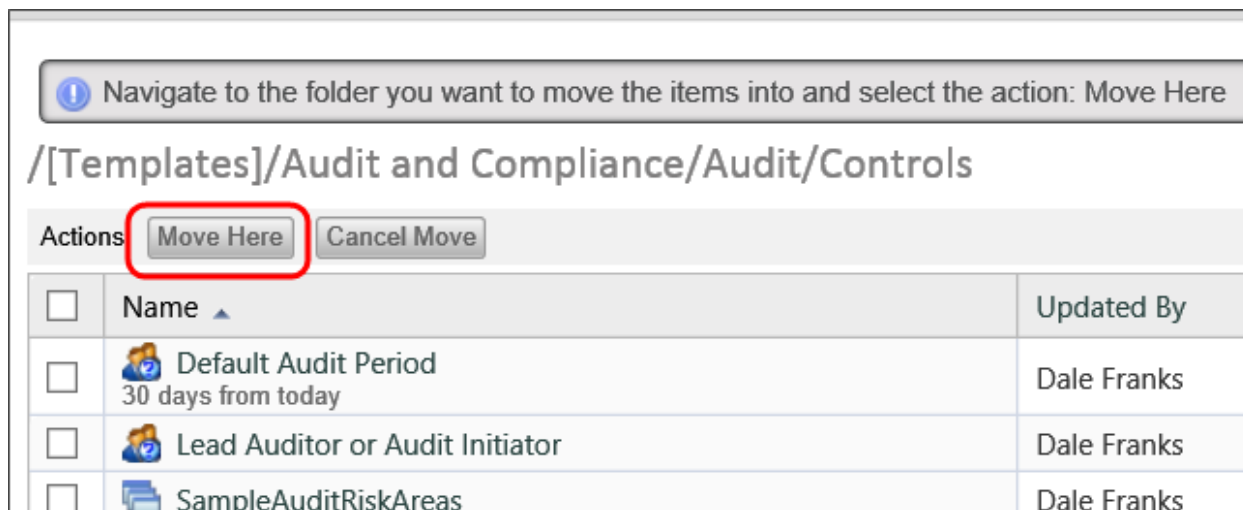 Navigate to the folder you want to move the items into and select the action: Move Here
/[Templates]/Audit and Compliance/Audit/Controls
Actions Move Here Cancel Move
Name Updated By
Default Audit Period
30 days from today
Dale Franks
Lead Auditor or Audit Initiator Dale Franks
SampleAuditRiskAreas Dale Franks